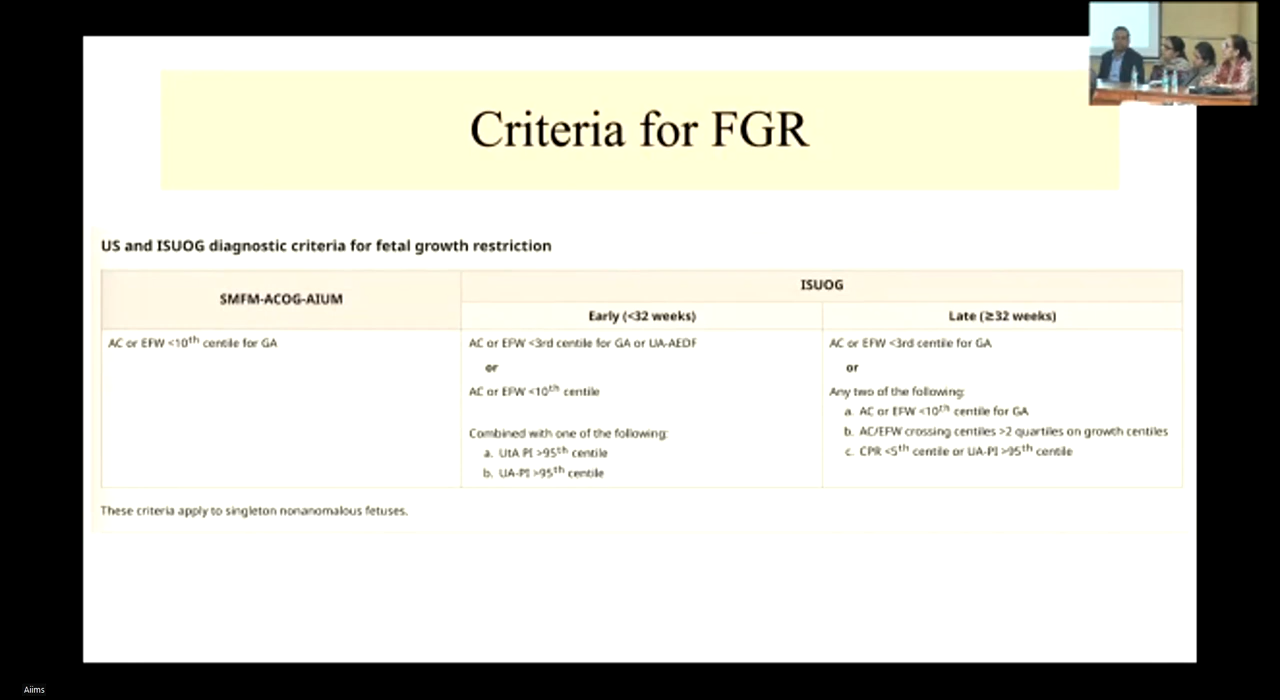 Criteria for FGR
US and ISUOG diagnostic criteria for fetal growth restriction
SMFM-ACOG-AIUM
ISUOG
Early (<32 weeks)
Late (≥32 weeks)
AC or EFW <10th centile for GA
AC or EFW <3rd centile for GA or UA-AEDF
or
AC or EFW <10th centile
Combined with one of the following:
a. UtA PI >95th centile
b. UA-PI >95th centile
AC or EFW <3rd centile for GA
or
Any two of the following:
a. AC or EFW <10th centile for GA
b. AC/EFW crossing centiles >2 quartiles on growth centiles
c. CPR <5th centile or UA-PI >95th centile
These criteria apply to singleton nonanomalous fetuses.
Aiims